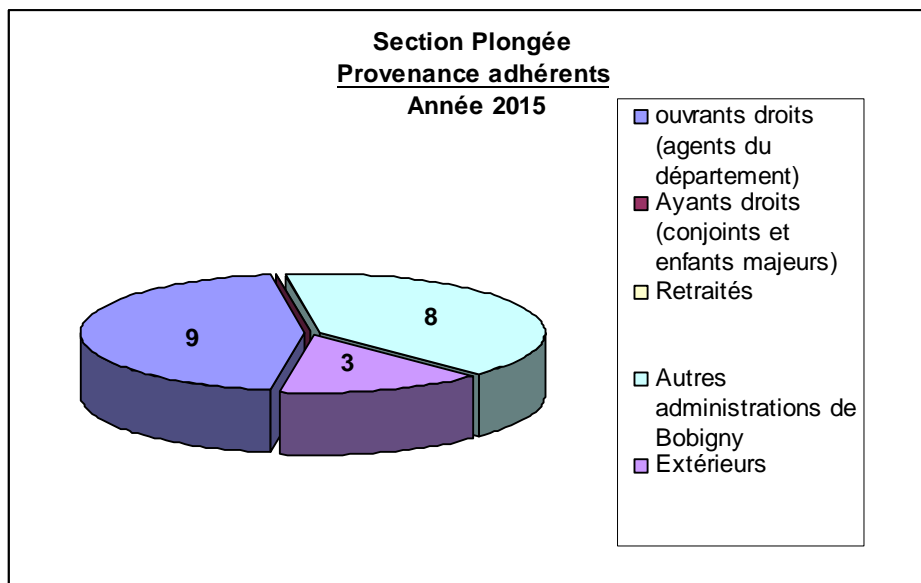 Section Plongée
Provenance adhérents
Année 2015
ouvrants droits
(agents du
département)
Ayants droits
(conjoints et
enfants majeurs)
Retraités
Autres
administrations de
Bobigny
Extérieurs
9
8
3